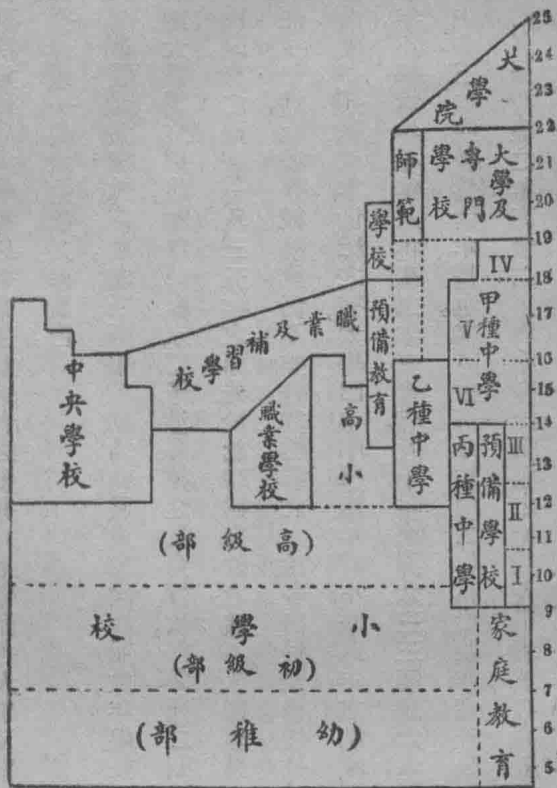 25
24
23
22
21
20
19
18
17
16
15
14
13
12
11
10
9
8
7
6
5
大學院
大學及專門學校
師範
學校
IV
甲種中學
V
VI
預備教育
乙種中學
職業及補習學校
高小
職業學校
中央學校
III
II
I
預備學校
丙種中學
(高級部)
小學校
(初級部)
(幼稚部)
家庭教育